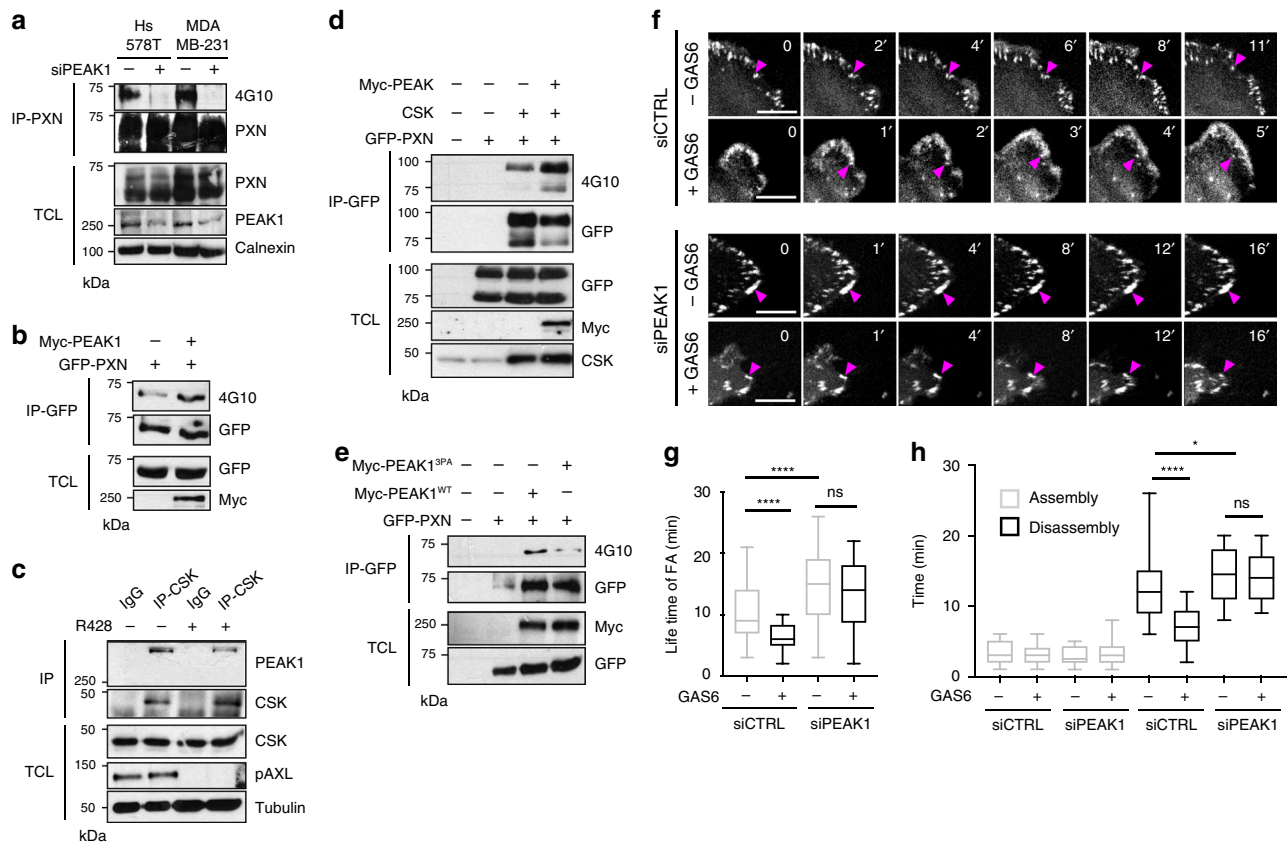 a
Hs 578T
MDA MB-231
siPEAK1 – + – +
IP-PXN
75
4G10
75
PXN
TCL
75
PXN
250
PEAK1
100
Calnexin
kDa
b
Myc-PEAK1 – +
GFP-PXN + +
IP-GFP
75
4G10
75
GFP
TCL
75
GFP
250
Myc
kDa
c
IgG IP-CSK IgG IP-CSK
R428 – – + +
IP
250
PEAK1
50
CSK
TCL
50
CSK
150
100
pAXL
50
Tubulin
kDa
d
Myc-PEAK – – – +
CSK – – + +
GFP-PXN – + + +
IP-GFP
100
75
4G10
100
75
GFP
TCL
100
75
GFP
250
Myc
50
CSK
kDa
e
Myc-PEAK1³ᴾᴬ – – – +
Myc-PEAK1ᵂᵀ – – + –
GFP-PXN – + + +
IP-GFP
75
4G10
75
GFP
TCL
250
Myc
75
GFP
kDa
f
siCTRL
– GAS6
0 2′ 4′ 6′ 8′ 11′
+ GAS6
0 1′ 2′ 3′ 4′ 5′
siPEAK1
– GAS6
0 1′ 4′ 8′ 12′ 16′
+ GAS6
0 1′ 4′ 8′ 12′ 16′
g
Life time of FA (min)
30
20
10
0
****
****
ns
GAS6 – + – +
siCTRL siPEAK1
h
Time (min)
30
20
10
0
Assembly
Disassembly
*
****
ns
GAS6 – + – + – + – +
siCTRL siPEAK1 siCTRL siPEAK1